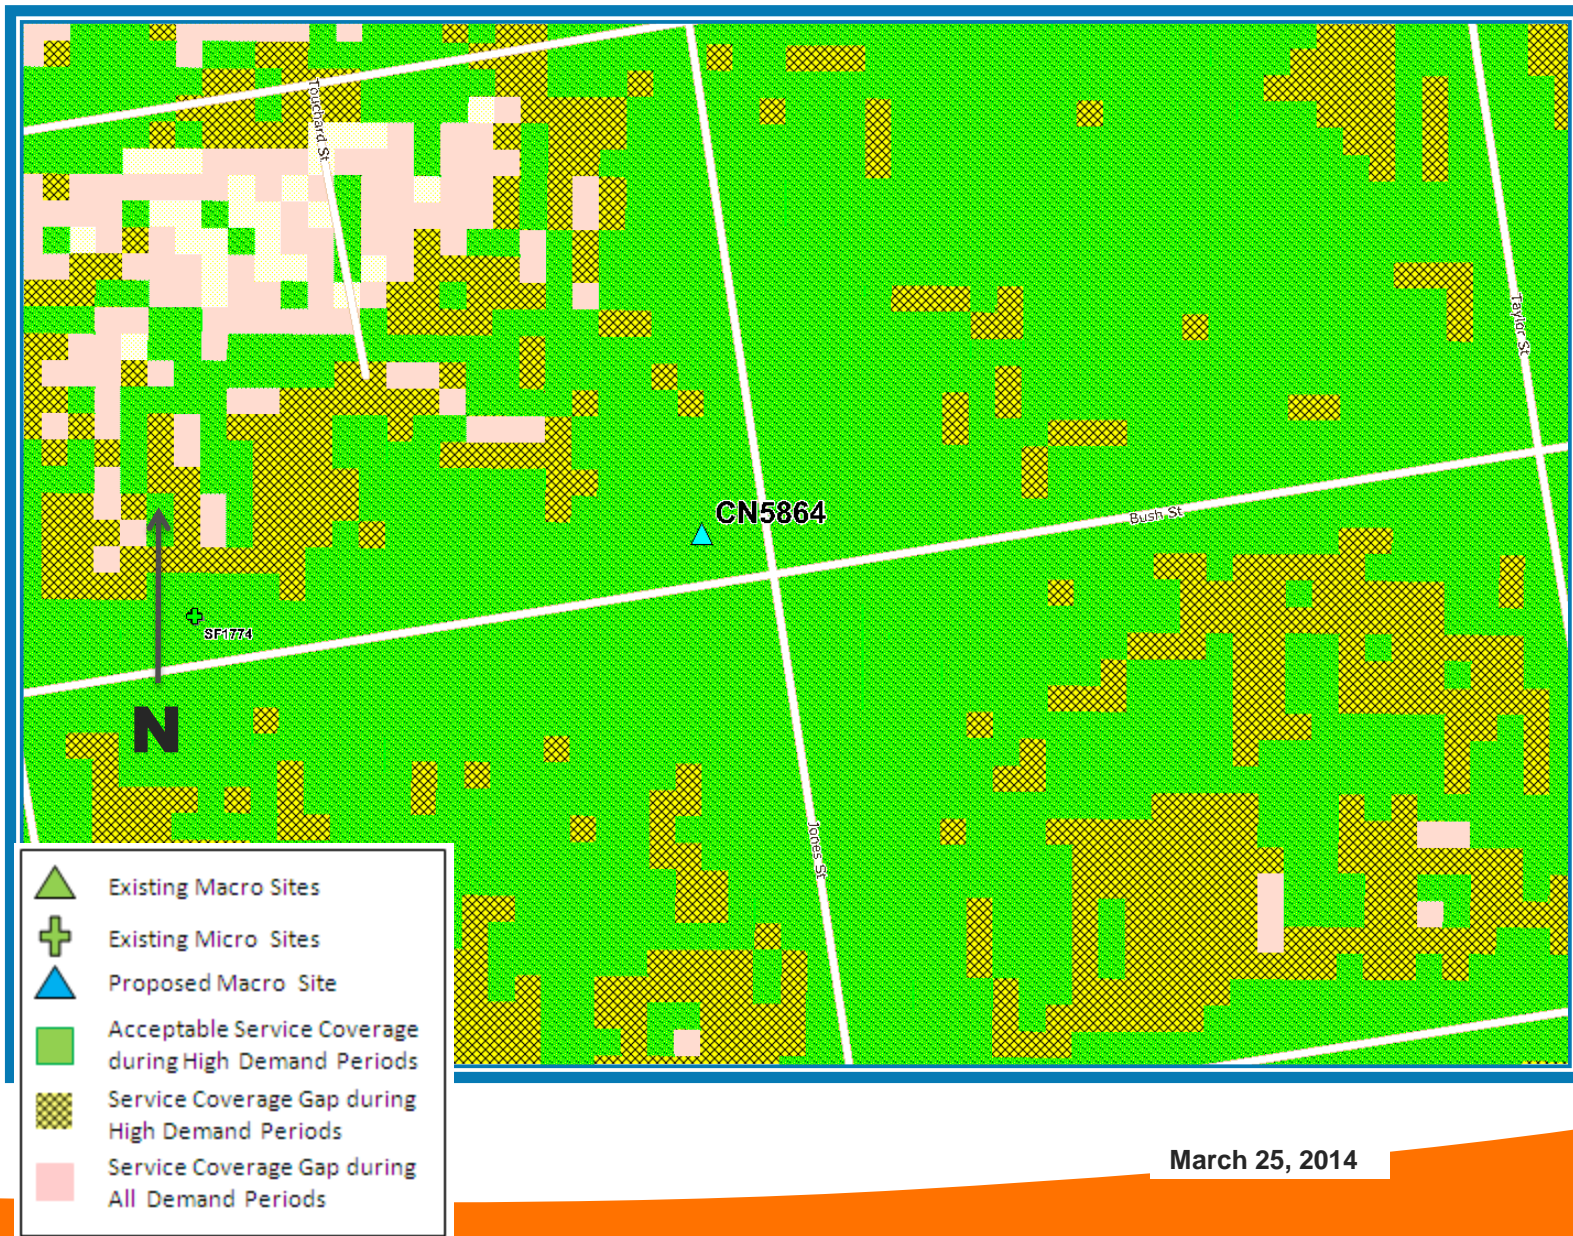 Touchard St
Taylor St
CN5864
Bush St
SF1774
N
Jones St
Existing Macro Sites
Existing Micro Sites
Proposed Macro Site
Acceptable Service Coverage
during High Demand Periods
Service Coverage Gap during
High Demand Periods
Service Coverage Gap during
All Demand Periods
March 25, 2014